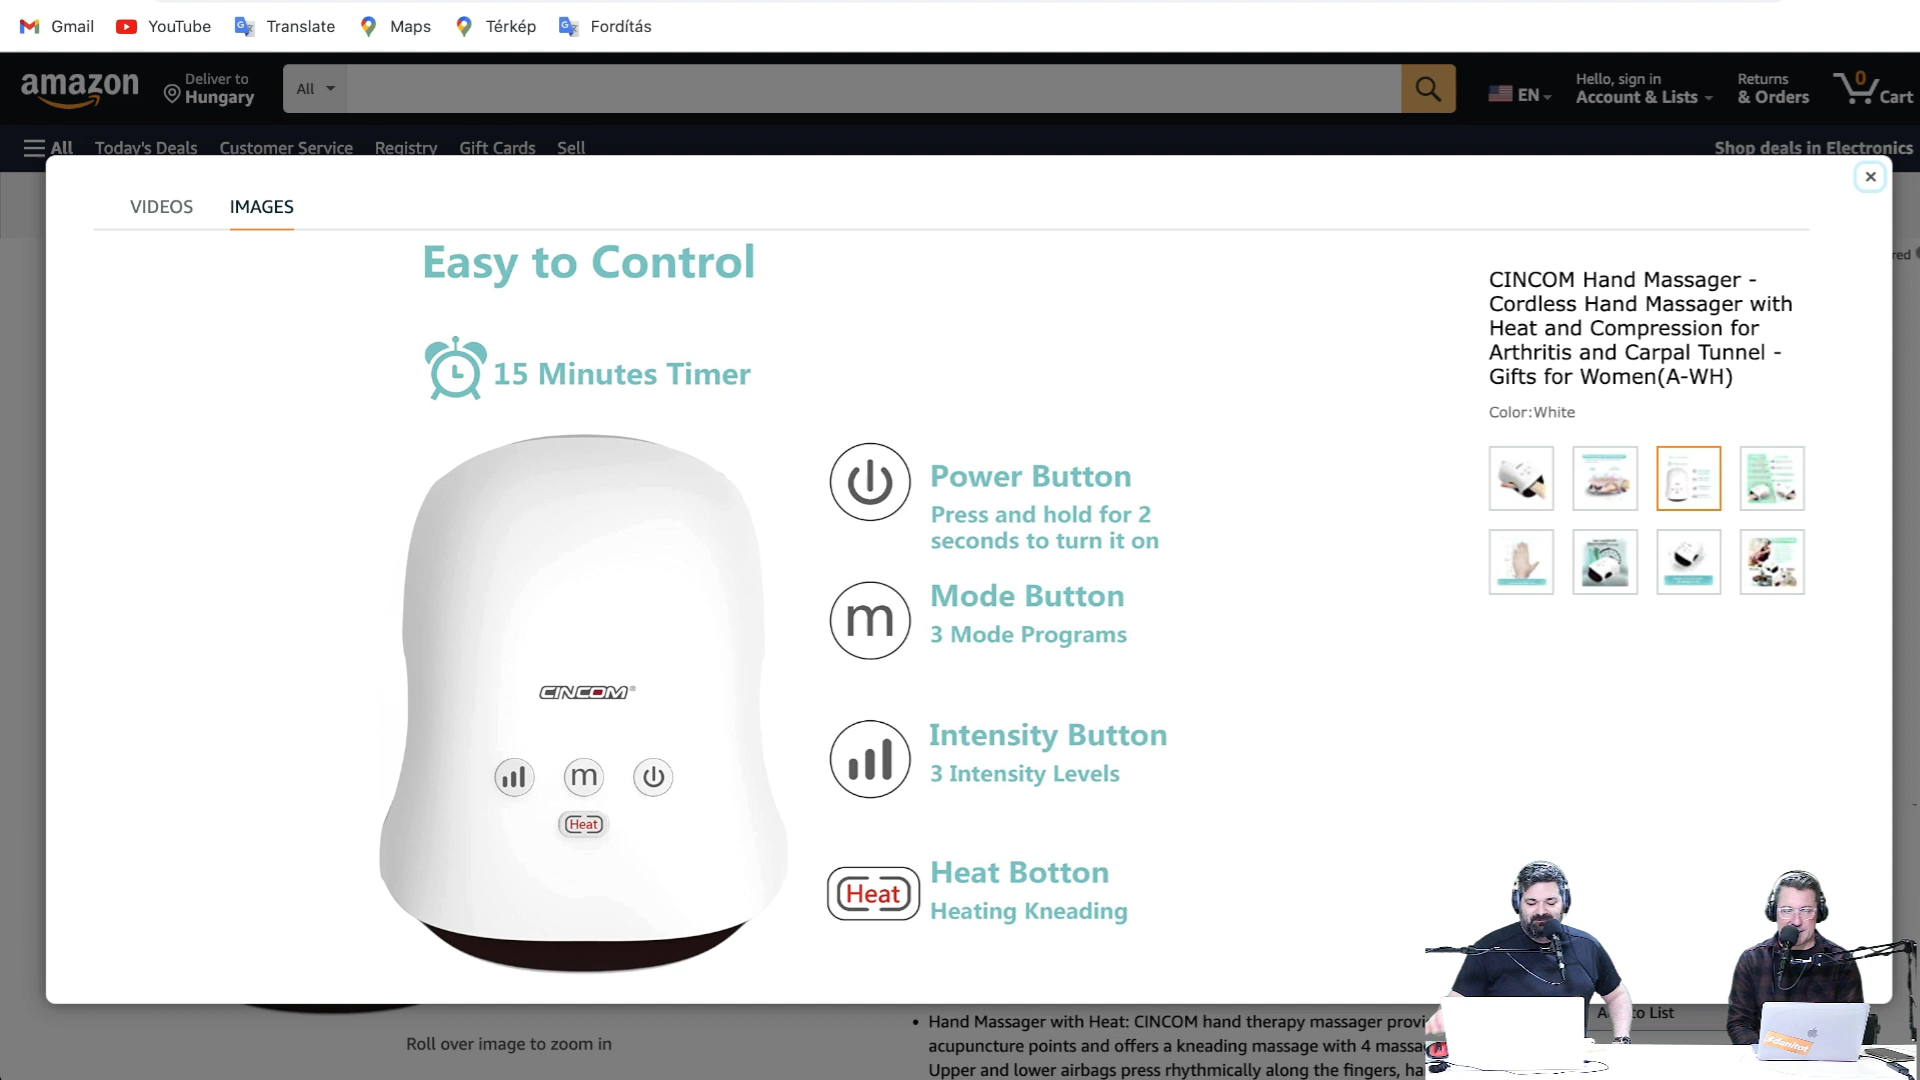 Gmail
YouTube
Translate
Maps
Térkép
Fordítás
amazon
Deliver to
Hungary
All
EN
Hello, sign in
Account & Lists
Returns
& Orders
0
Cart
All
Today's Deals
Customer Service
Registry
Gift Cards
Sell
Shop deals in Electronics
VIDEOS
IMAGES
Easy to Control
15 Minutes Timer
CINCOM®
m
Heat
Power Button
Press and hold for 2
seconds to turn it on
m
Mode Button
3 Mode Programs
Intensity Button
3 Intensity Levels
Heat
Heat Botton
Heating Kneading
CINCOM Hand Massager -
Cordless Hand Massager with
Heat and Compression for
Arthritis and Carpal Tunnel -
Gifts for Women(A-WH)
Color:White
Roll over image to zoom in
• Hand Massager with Heat: CINCOM hand therapy massager provi
acupuncture points and offers a kneading massage with 4 massa
Upper and lower airbags press rhythmically along the fingers, ha
to List